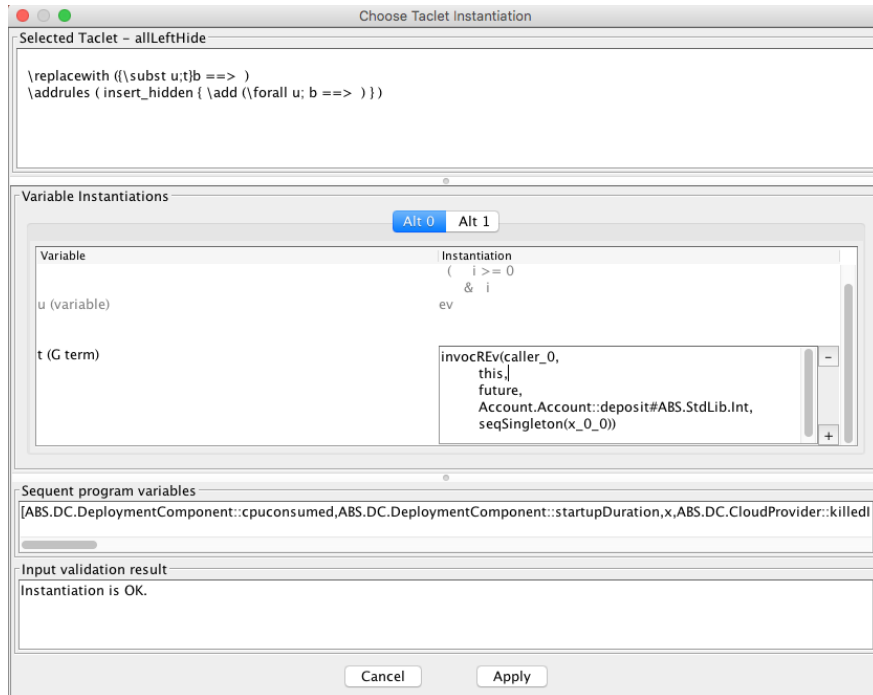 Choose Taclet Instantiation
Selected Taclet – allLeftHide
\replacewith ({\subst u;t}b ==>  )
\addrules ( insert_hidden { \add (\forall u; b ==>  ) } )
Variable Instantiations
Alt 0 Alt 1
Variable Instantiation
(    i >= 0
&  i
u (variable) ev
t (G term) invocREv(caller_0,
this,
future,
Account.Account::deposit#ABS.StdLib.Int,
seqSingleton(x_0_0))
−
+
Sequent program variables
[ABS.DC.DeploymentComponent::cpuconsumed,ABS.DC.DeploymentComponent::startupDuration,x,ABS.DC.CloudProvider::killedI
Input validation result
Instantiation is OK.
Cancel Apply